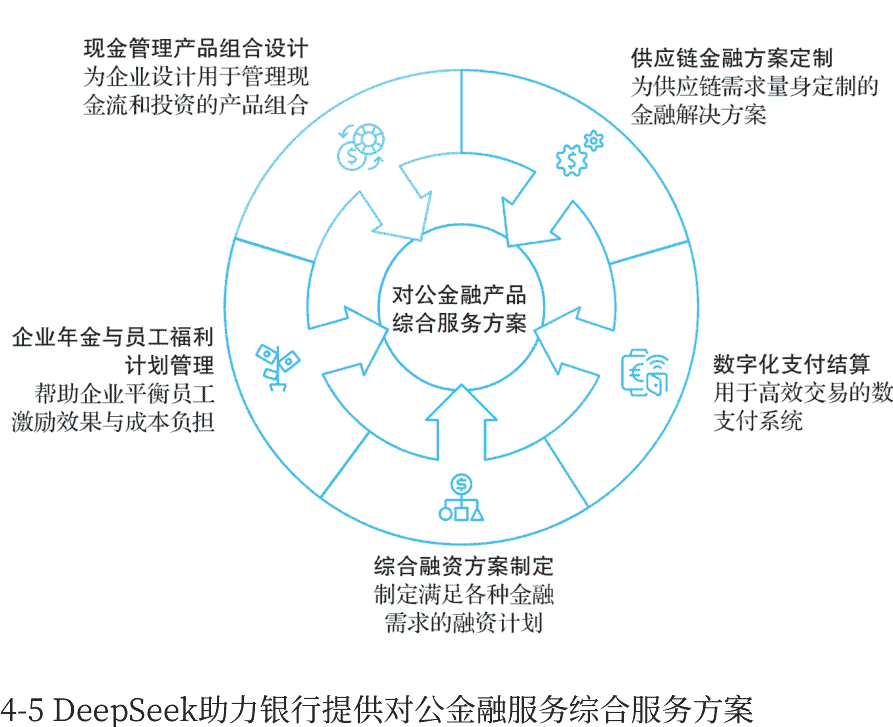 现金管理产品组合设计
为企业设计用于管理现
金流和投资的产品组合
供应链金融方案定制
为供应链需求量身定制的
金融解决方案
对公金融产品
综合服务方案
企业年金与员工福利
计划管理
帮助企业平衡员工
激励效果与成本负担
数字化支付结算
用于高效交易的数
支付系统
综合融资方案制定
制定满足各种金融
需求的融资计划
4-5 DeepSeek助力银行提供对公金融服务综合服务方案